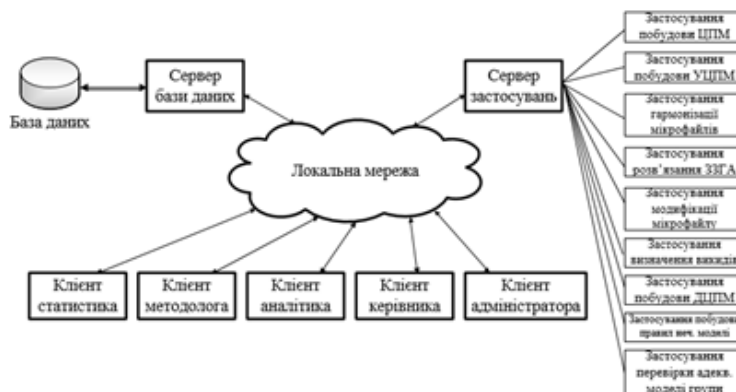 Сервер
бази даних
База даних
Сервер
застосувань
Локальна мережа
Клієнт
статистика
Клієнт
методолога
Клієнт
аналітика
Клієнт
керівника
Клієнт
адміністратора
Застосування
побудови ЦПМ
Застосування
побудови УЦПМ
Застосування
гармонізації
мікрофайлів
Застосування
розв'язання ЗЗГА
Застосування
модифікації
мікрофайлу
Застосування
визначення викидів
Застосування
побудови ДЦПМ
Застосування побудови
правил неч. моделі
Застосування
перевірки адекв.
моделі групи